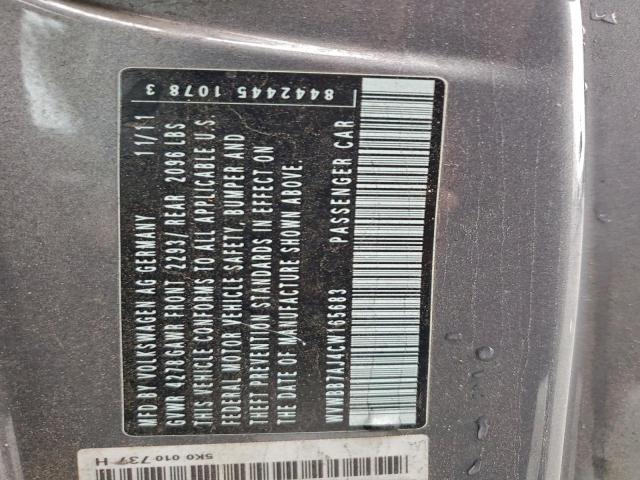 MFD BY VOLKSWAGEN AG GERMANY 11/11
GVWR 4278 GAWR FRONT 2293/ REAR 2096 LBS
THIS VEHICLE CONFORMS TO ALL APPLICABLE U.S.
FEDERAL MOTOR VEHICLE SAFETY, BUMPER AND
THEFT PREVENTION STANDARDS IN EFFECT ON
THE DATE OF MANUFACTURE SHOWN ABOVE.
WVWBB7AJ4CW165683 PASSENGER CAR
8442445 1078 3
5K0 010 737 H